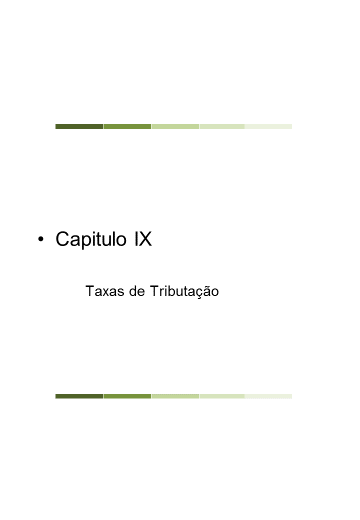 • Capitulo IX
Taxas de Tributação